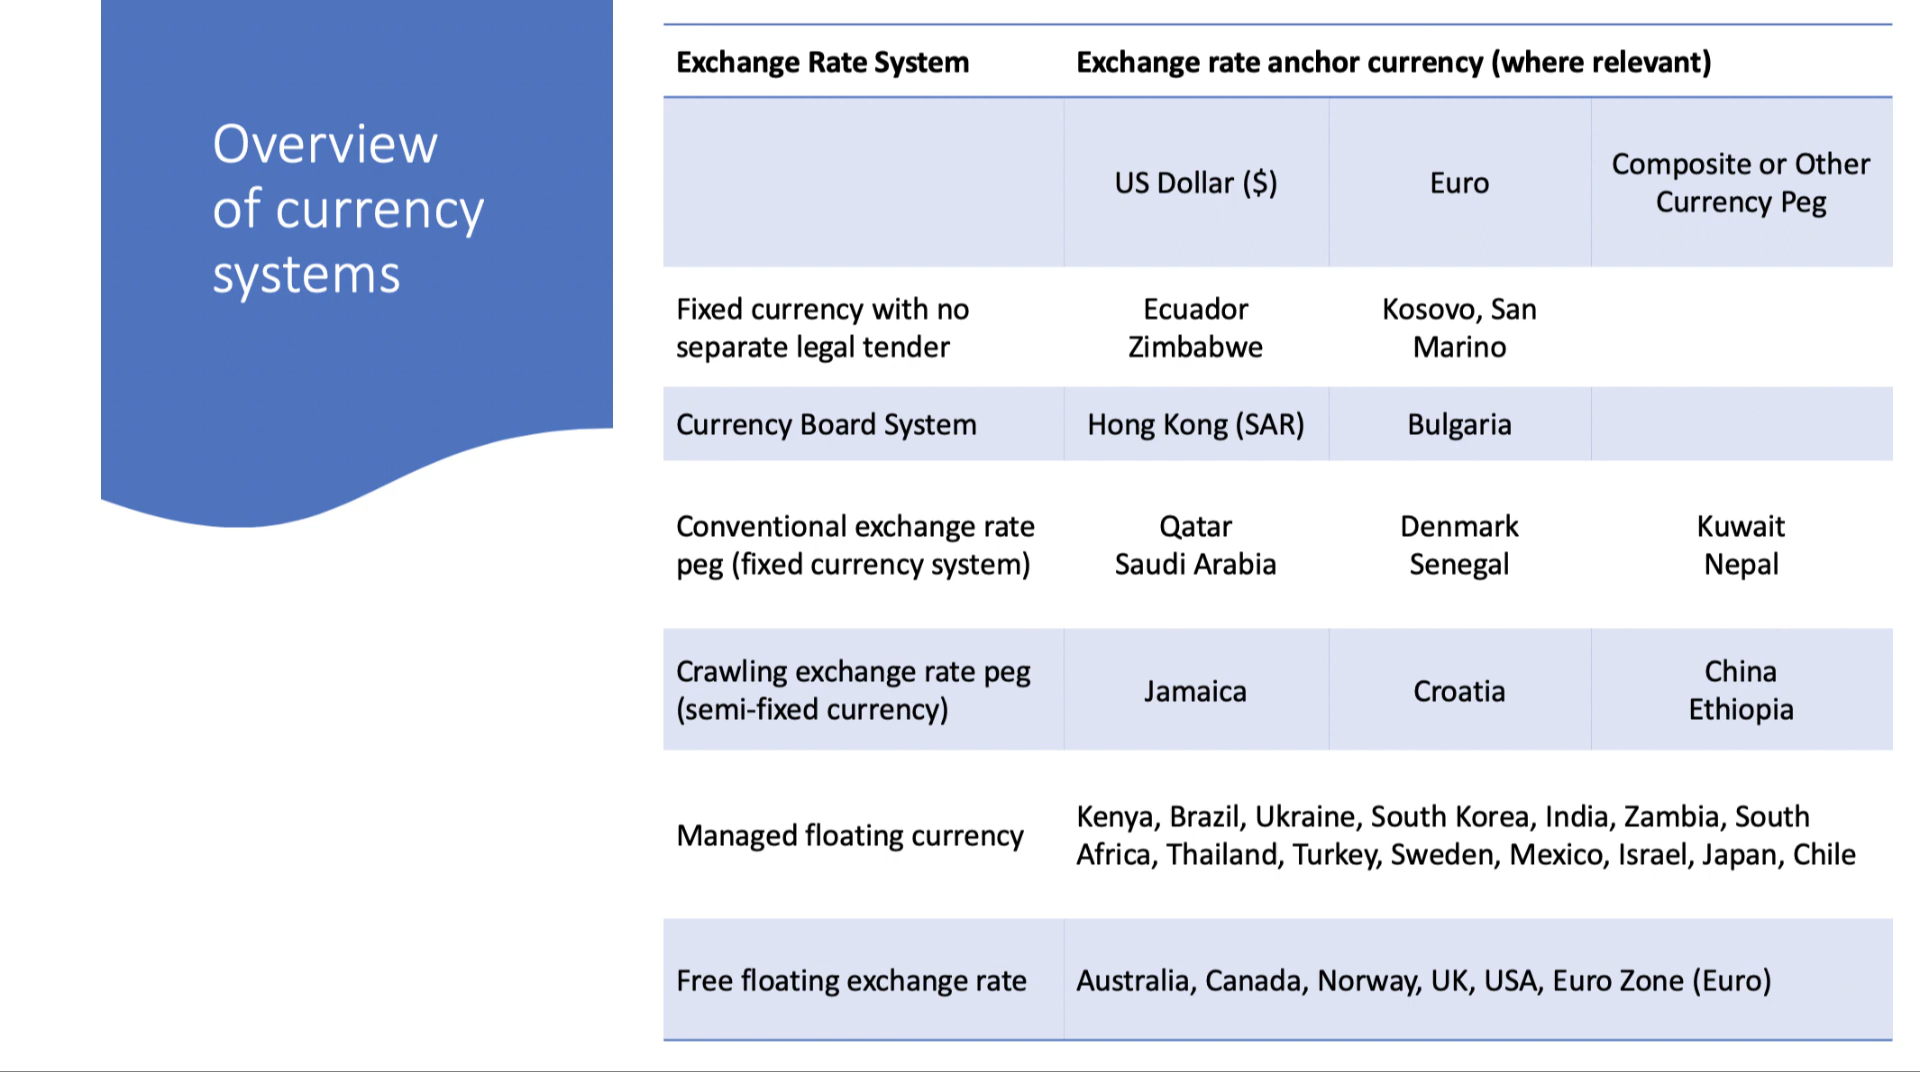 Overview
of currency
systems
Exchange Rate System Exchange rate anchor currency (where relevant)
US Dollar ($) Euro Composite or Other
Currency Peg
Fixed currency with no Ecuador Kosovo, San
separate legal tender Zimbabwe Marino
Currency Board System Hong Kong (SAR) Bulgaria
Conventional exchange rate Qatar Denmark Kuwait
peg (fixed currency system) Saudi Arabia Senegal Nepal
Crawling exchange rate peg Jamaica Croatia China
(semi-fixed currency) Ethiopia
Managed floating currency Kenya, Brazil, Ukraine, South Korea, India, Zambia, South
Africa, Thailand, Turkey, Sweden, Mexico, Israel, Japan, Chile
Free floating exchange rate Australia, Canada, Norway, UK, USA, Euro Zone (Euro)